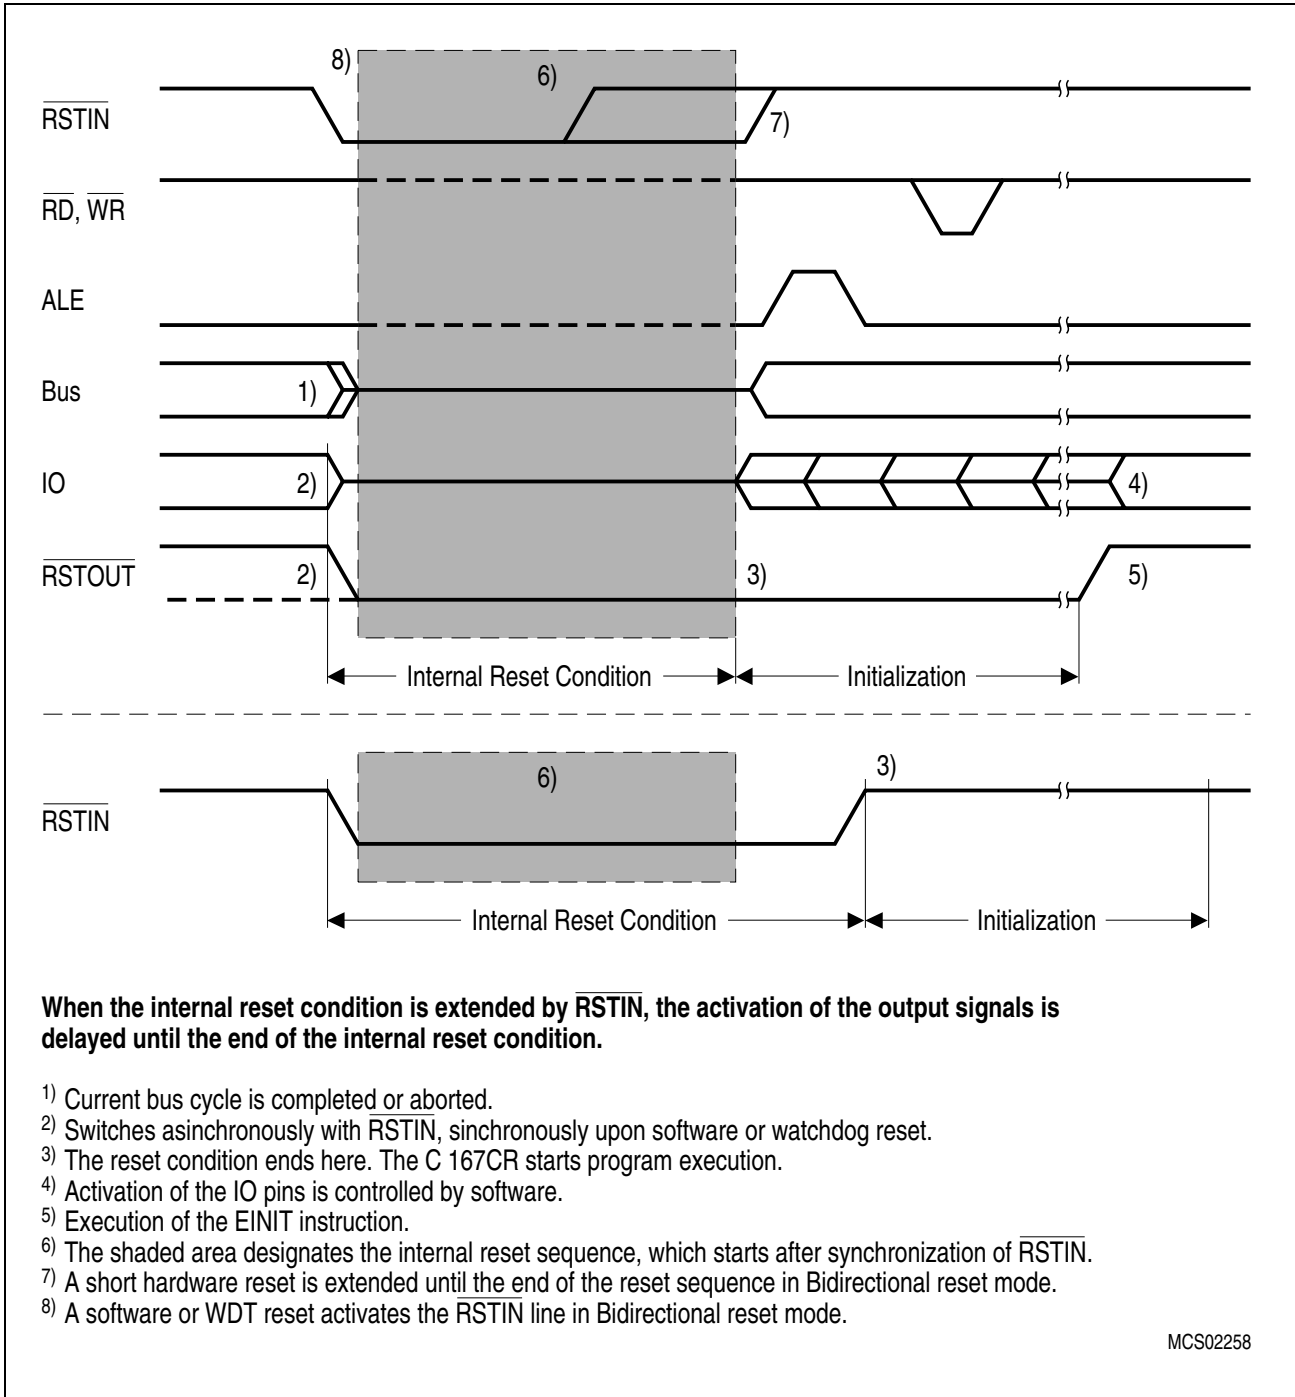 8)
6)
RSTIN
7)
RD, WR
ALE
Bus
1)
IO
2)
4)
RSTOUT
2)
3)
5)
Internal Reset Condition
Initialization
6)
3)
RSTIN
Internal Reset Condition
Initialization
When the internal reset condition is extended by RSTIN, the activation of the output signals is
delayed until the end of the internal reset condition.
1) Current bus cycle is completed or aborted.
2) Switches asinchronously with RSTIN, sinchronously upon software or watchdog reset.
3) The reset condition ends here. The C 167CR starts program execution.
4) Activation of the IO pins is controlled by software.
5) Execution of the EINIT instruction.
6) The shaded area designates the internal reset sequence, which starts after synchronization of RSTIN.
7) A short hardware reset is extended until the end of the reset sequence in Bidirectional reset mode.
8) A software or WDT reset activates the RSTIN line in Bidirectional reset mode.
MCS02258